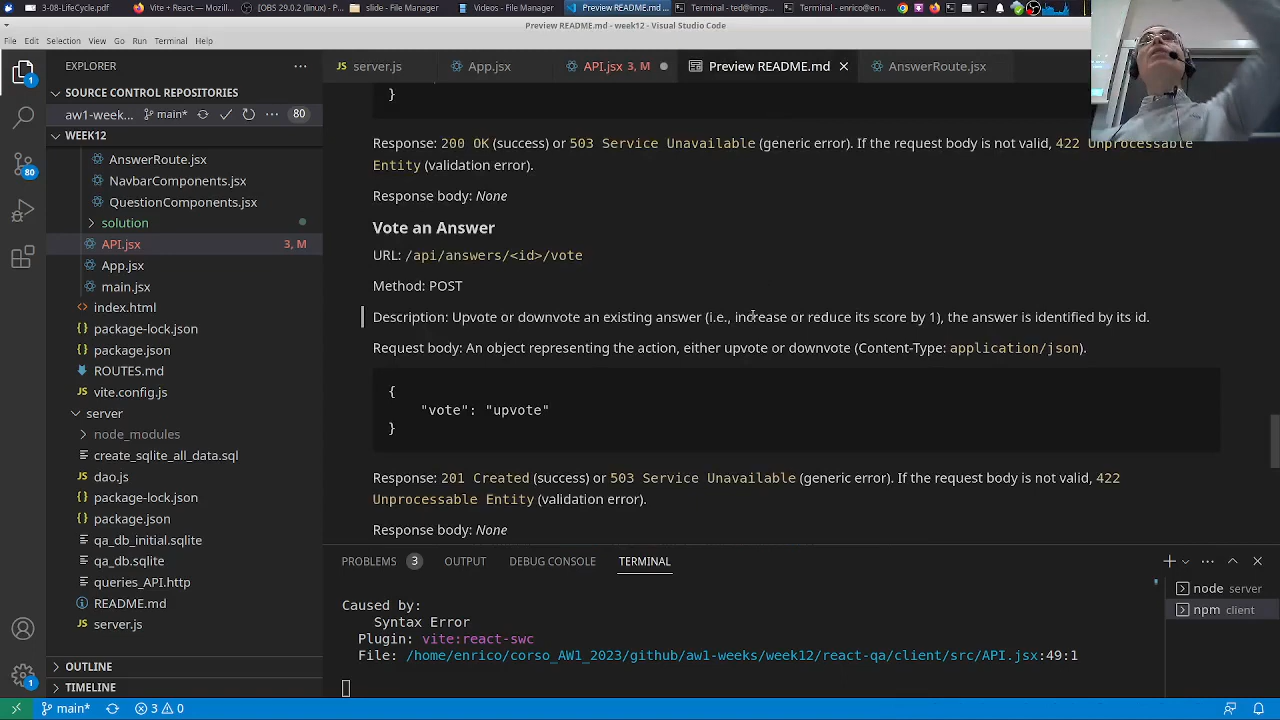 3-08-LifeCycle.pdf
Vite + React — Mozilla Fi...
[OBS 29.0.2 (linux) - P...
slide - File Manager
Videos - File Manager
Preview README.md...
Terminal - ted@lings...
Terminal - enrico@lo...
Preview README.md - week12 - Visual Studio Code
File Edit Selection View Go Run Terminal Help
EXPLORER
server.js
App.jsx
API.jsx 3, M
Preview README.md
AnswerRoute.jsx
SOURCE CONTROL REPOSITORIES
aw1-week... main* 80
WEEK12
AnswerRoute.jsx
NavbarComponents.jsx
QuestionComponents.jsx
solution
API.jsx 3, M
App.jsx
main.jsx
index.html
package-lock.json
package.json
ROUTES.md
vite.config.js
server
node_modules
create_sqlite_all_data.sql
dao.js
package-lock.json
package.json
qa_db_initial.sqlite
qa_db.sqlite
queries_API.http
README.md
server.js
OUTLINE
TIMELINE
1
80
1
}
Response: 200 OK (success) or 503 Service Unavailable (generic error). If the request body is not valid, 422 Unprocessable
Entity (validation error).
Response body: None
Vote an Answer
URL: /api/answers/<id>/vote
Method: POST
Description: Upvote or downvote an existing answer (i.e., increase or reduce its score by 1), the answer is identified by its id.
Request body: An object representing the action, either upvote or downvote (Content-Type: application/json).
{
"vote": "upvote"
}
Response: 201 Created (success) or 503 Service Unavailable (generic error). If the request body is not valid, 422
Unprocessable Entity (validation error).
Response body: None
PROBLEMS 3 OUTPUT DEBUG CONSOLE TERMINAL
Caused by:
Syntax Error
Plugin: vite:react-swc
File: /home/enrico/corso_AW1_2023/github/aw1-weeks/week12/react-qa/client/src/API.jsx:49:1
node server
npm client
main* 3 0